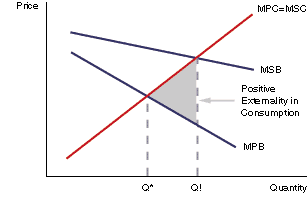 Price
MPC=MSC
MSB
Positive
Externality in
Consumption
MPB
Q* Q! Quantity